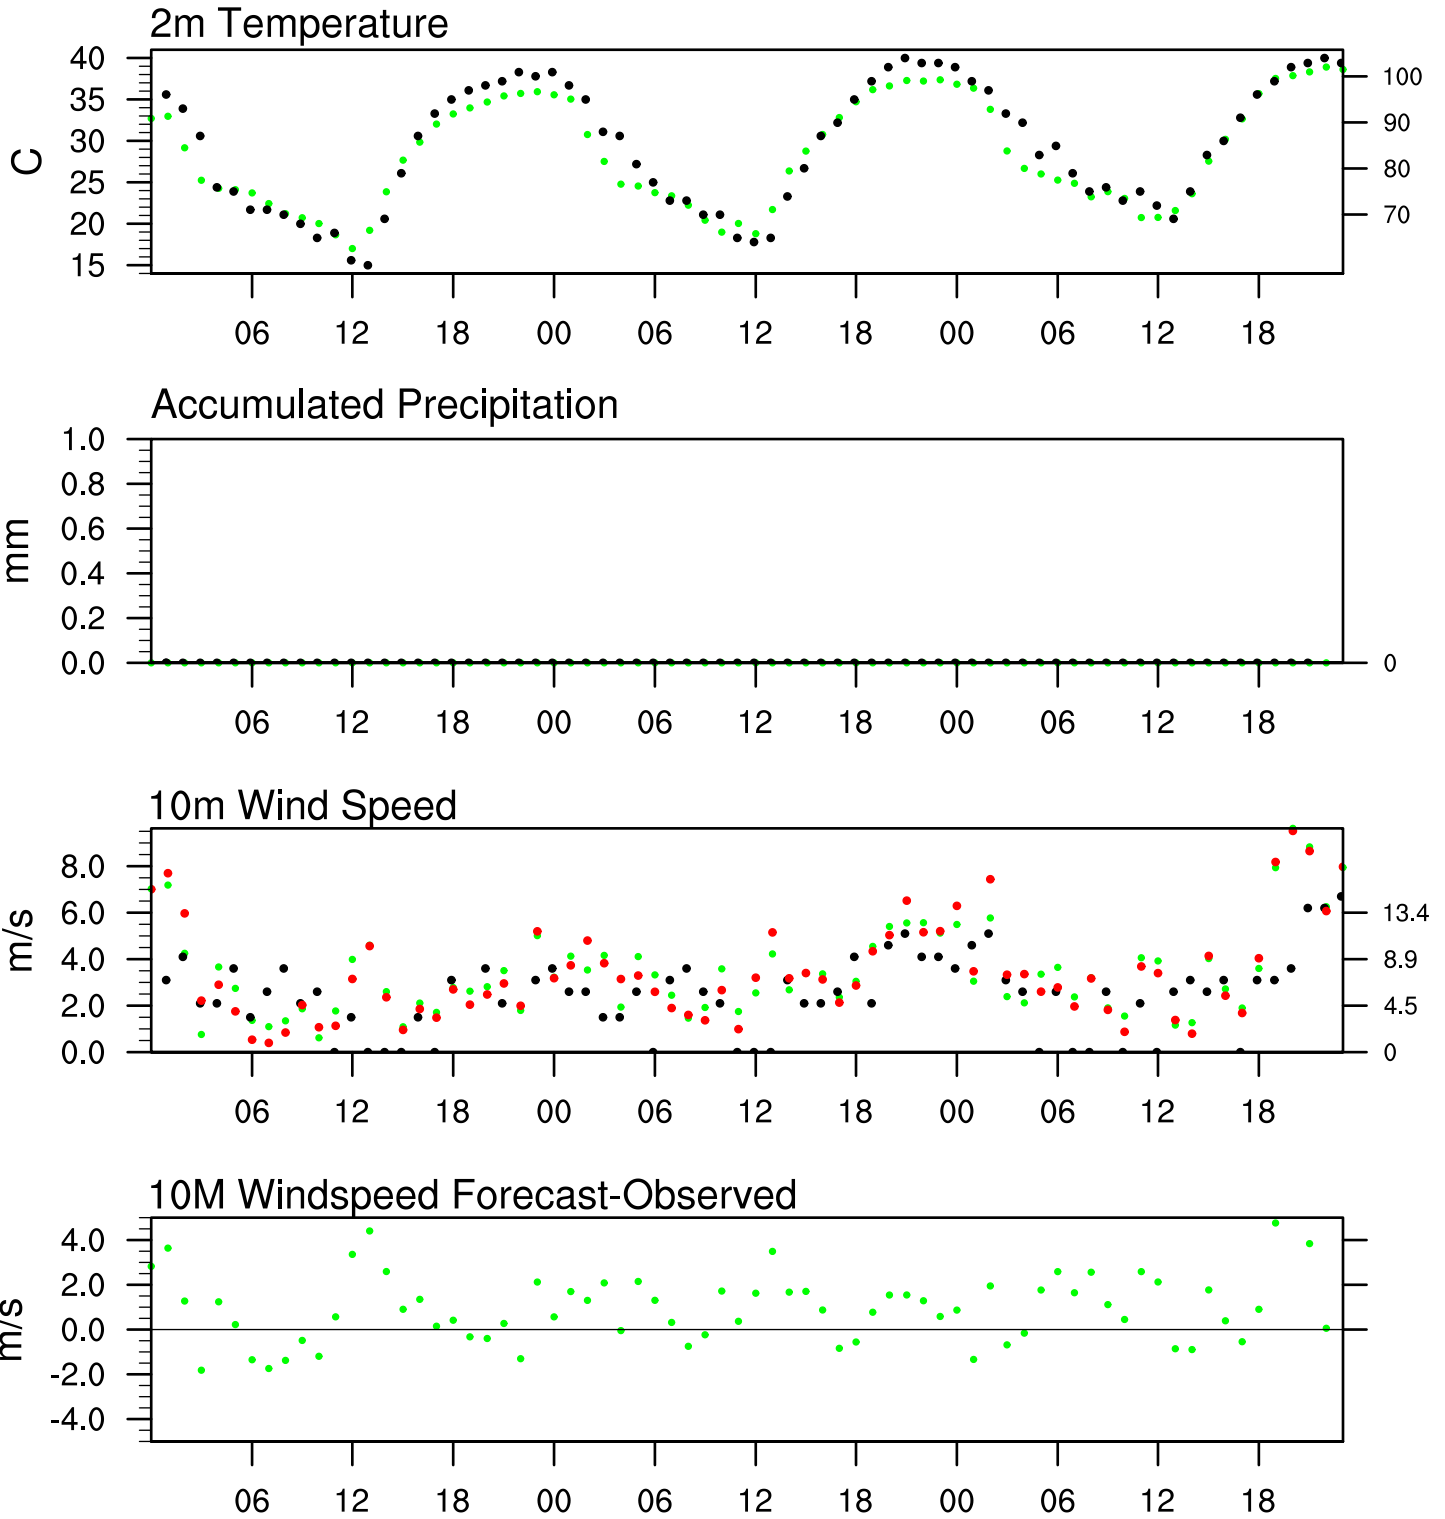 2m Temperature
40
35
30
25
20
15
C
100
90
80
70
06 12 18 00 06 12 18 00 06 12 18
Accumulated Precipitation
1.0
0.8
0.6
0.4
0.2
0.0
mm
0
06 12 18 00 06 12 18 00 06 12 18
10m Wind Speed
8.0
6.0
4.0
2.0
0.0
m/s
13.4
8.9
4.5
0
06 12 18 00 06 12 18 00 06 12 18
10M Windspeed Forecast-Observed
4.0
2.0
0.0
-2.0
-4.0
m/s
06 12 18 00 06 12 18 00 06 12 18